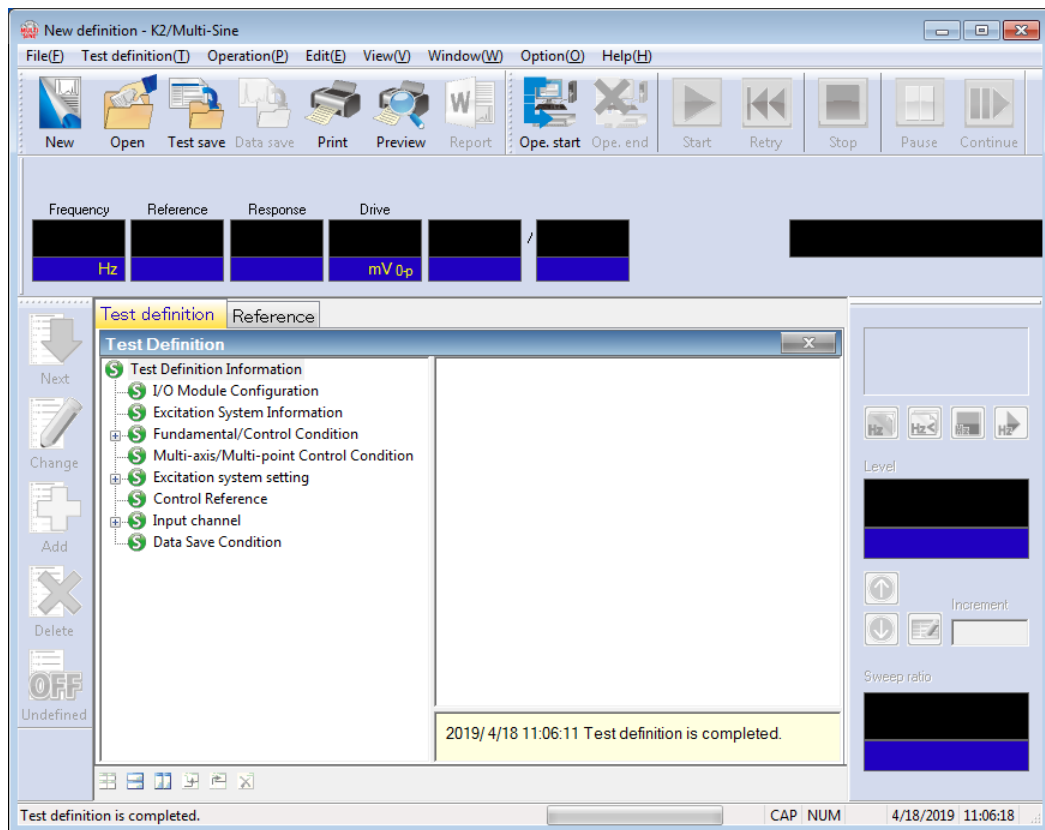 New definition - K2/Multi-Sine
File(F) Test definition(T) Operation(P) Edit(E) View(V) Window(W) Option(O) Help(H)
New Open Test save Data save Print Preview Report Ope. start Ope. end Start Retry Stop Pause Continue
Frequency Reference Response Drive
/
Hz mV 0-p
Test definition Reference
Test Definition
Test Definition Information
I/O Module Configuration
Excitation System Information
Fundamental/Control Condition
Multi-axis/Multi-point Control Condition
Excitation system setting
Control Reference
Input channel
Data Save Condition
2019/ 4/18 11:06:11 Test definition is completed.
Next
Change
Add
Delete
OFF
Undefined
Hz Hz< Hz Hz
Level
Increment
Sweep ratio
Test definition is completed. CAP NUM 4/18/2019 11:06:18